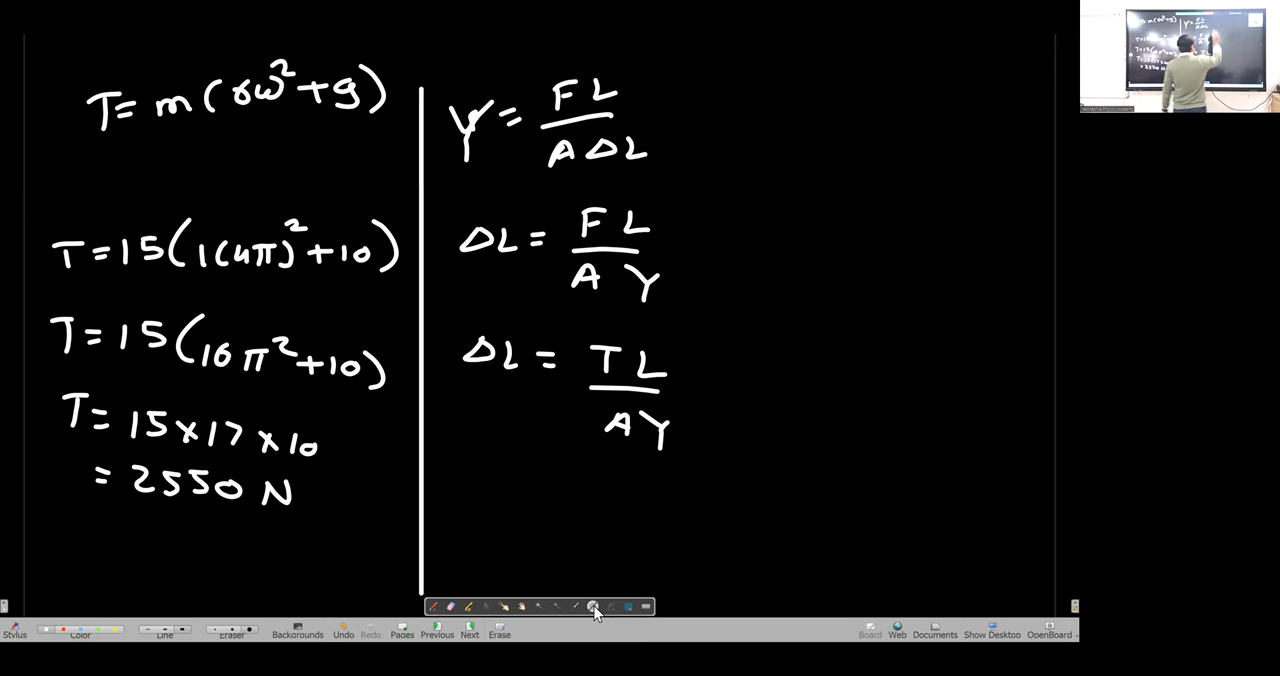 T = m(rω²+g)
T = 15(1(4π)²+10)
T = 15(16π²+10)
T = 15×17×10
= 2550 N
Y = FL / AΔL
ΔL = FL / AY
ΔL = TL / AY
Stylus Color Line Eraser Backgrounds Undo Redo Pages Previous Next Erase Board Web Documents Show Desktop OpenBoard